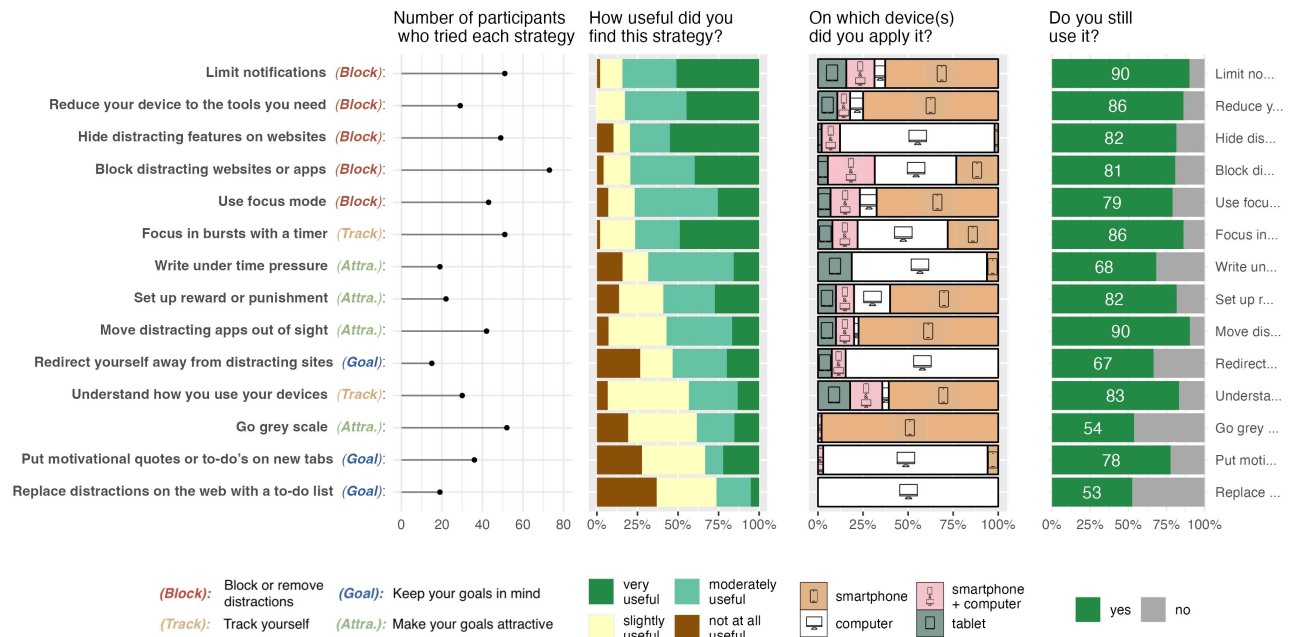 Number of participants
who tried each strategy
How useful did you
find this strategy?
On which device(s)
did you apply it?
Do you still
use it?
Limit notifications (Block): 90 Limit no...
Reduce your device to the tools you need (Block): 86 Reduce y...
Hide distracting features on websites (Block): 82 Hide dis...
Block distracting websites or apps (Block): 81 Block di...
Use focus mode (Block): 79 Use focu...
Focus in bursts with a timer (Track): 86 Focus in...
Write under time pressure (Attra.): 68 Write un...
Set up reward or punishment (Attra.): 82 Set up r...
Move distracting apps out of sight (Attra.): 90 Move dis...
Redirect yourself away from distracting sites (Goal): 67 Redirect...
Understand how you use your devices (Track): 83 Understa...
Go grey scale (Attra.): 54 Go grey ...
Put motivational quotes or to-do's on new tabs (Goal): 78 Put moti...
Replace distractions on the web with a to-do list (Goal): 53 Replace ...
0 20 40 60 80 0% 25% 50% 75% 100% 0% 25% 50% 75% 100% 0% 25% 50% 75% 100%
(Block): Block or remove
distractions
(Goal): Keep your goals in mind
(Track): Track yourself
(Attra.): Make your goals attractive
very
useful
moderately
useful
slightly
useful
not at all
useful
smartphone
smartphone
+ computer
computer
tablet
yes
no